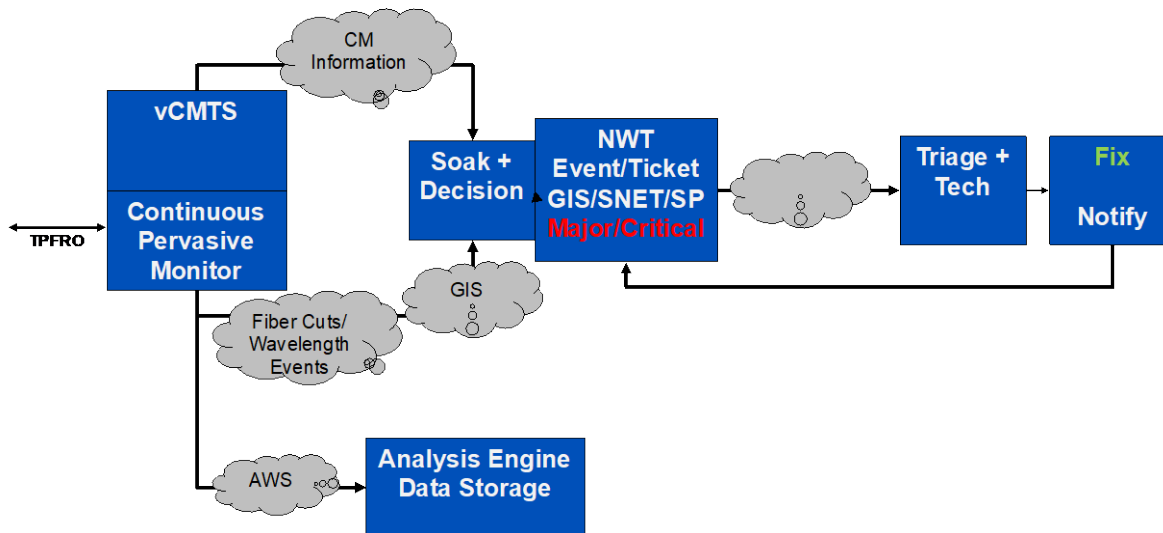 CM
Information
vCMTS
Continuous
Pervasive
Monitor
TPFRO
Soak +
Decision
NWT
Event/Ticket
GIS/SNET/SP
Major/Critical
Triage +
Tech
Fix
Notify
GIS
Fiber Cuts/
Wavelength
Events
AWS
Analysis Engine
Data Storage